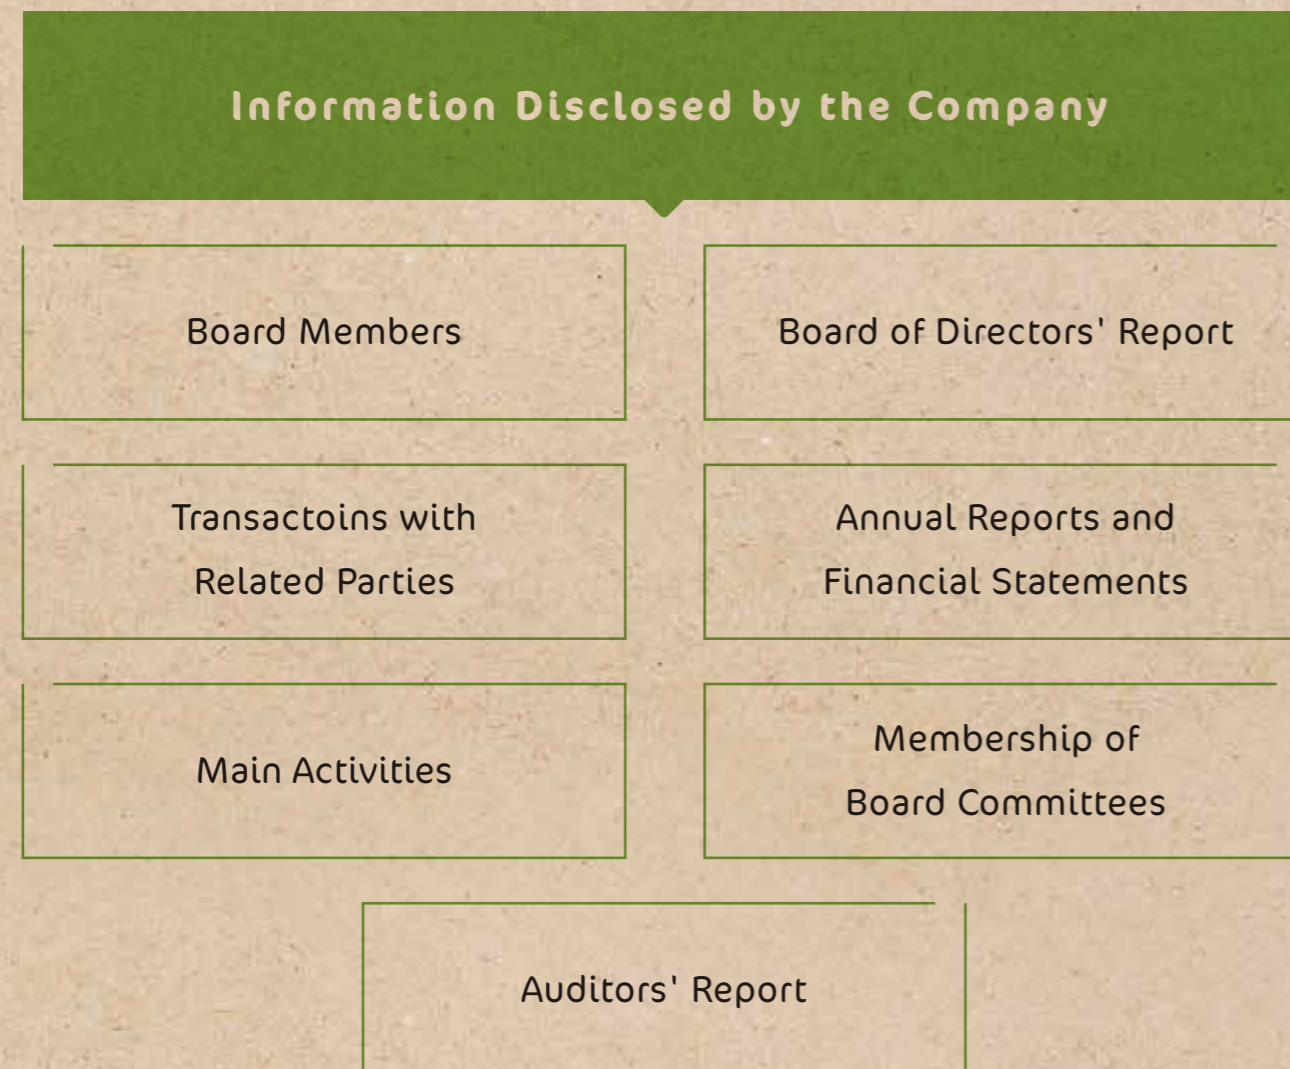 Information Disclosed by the Company
Board Members
Board of Directors' Report
Transactoins with
Related Parties
Annual Reports and
Financial Statements
Main Activities
Membership of
Board Committees
Auditors' Report